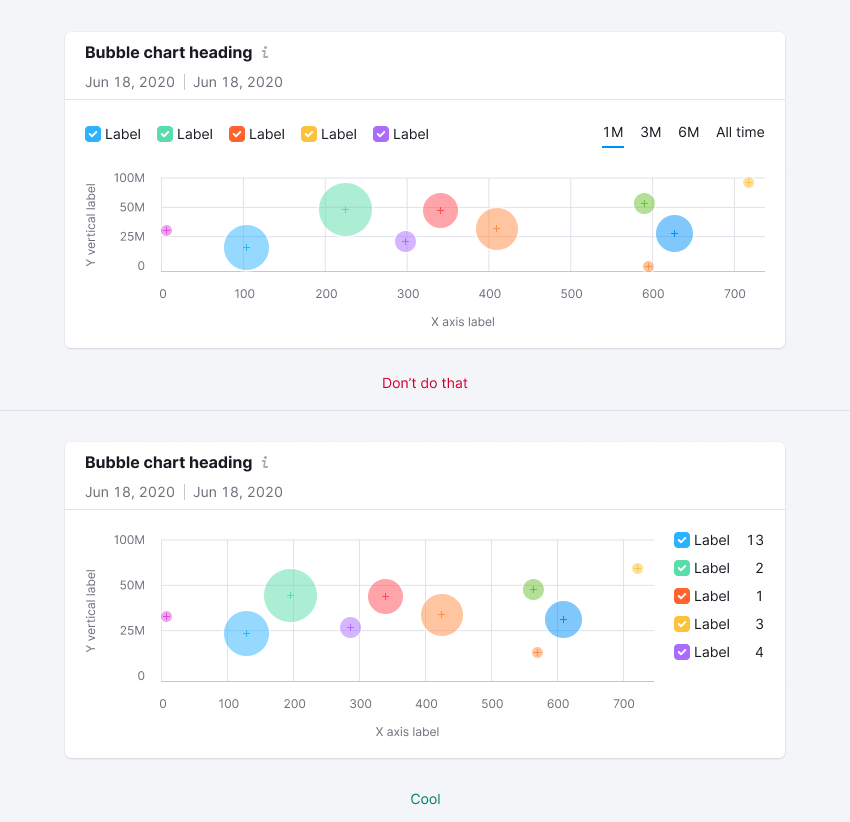 Bubble chart heading i
Jun 18, 2020 | Jun 18, 2020
Label Label Label Label Label 1M 3M 6M All time
Y vertical label
100M
50M
25M
0
0 100 200 300 400 500 600 700
X axis label
Don’t do that
Bubble chart heading i
Jun 18, 2020 | Jun 18, 2020
Y vertical label
100M
50M
25M
0
0 100 200 300 400 500 600 700
X axis label
Label 13
Label 2
Label 1
Label 3
Label 4
Cool